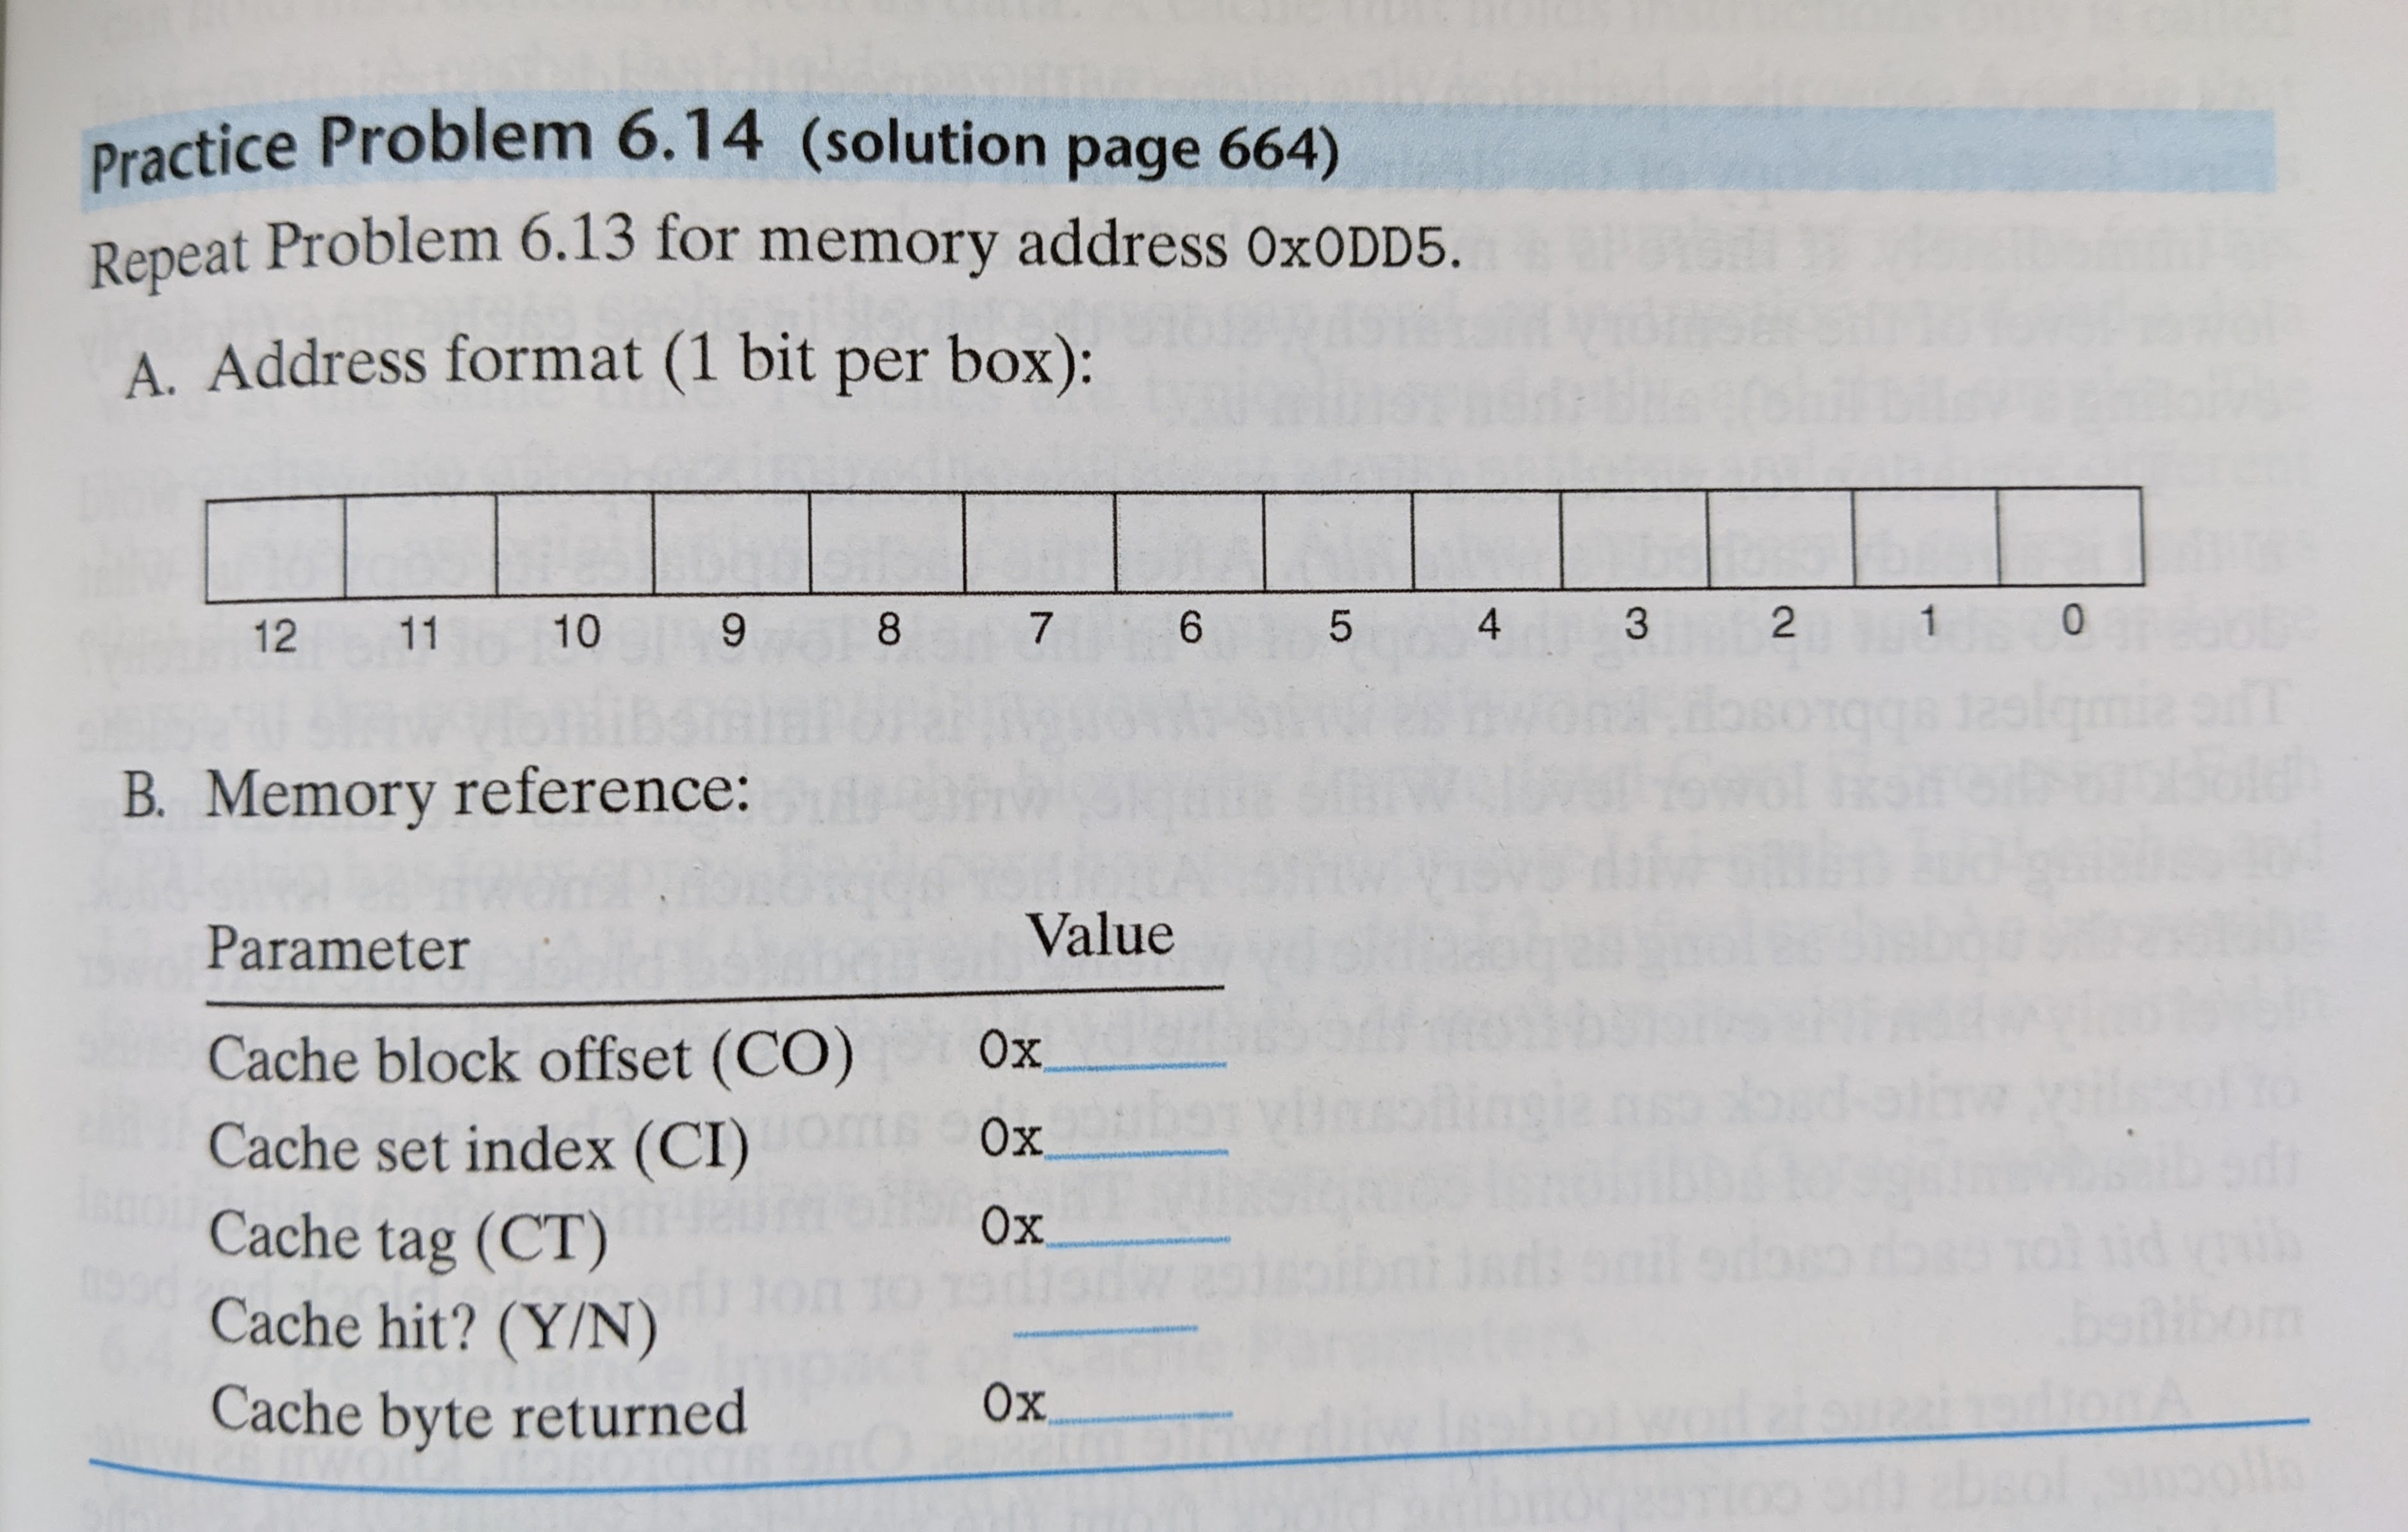 Practice Problem 6.14 (solution page 664)
Repeat Problem 6.13 for memory address 0x0DD5.
A. Address format (1 bit per box):
12 11 10 9 8 7 6 5 4 3 2 1 0
B. Memory reference:
Parameter Value
Cache block offset (CO) 0x
Cache set index (CI) 0x
Cache tag (CT) 0x
Cache hit? (Y/N)
Cache byte returned 0x